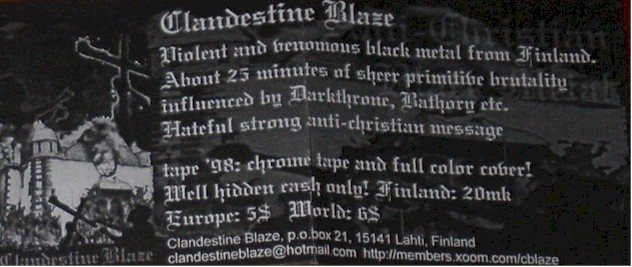 Clandestine Blaze
Violent and venomous black metal from Finland.
About 25 minutes of sheer primitive brutality
influenced by Darkthrone, Bathory etc.
Hateful strong anti-christian message
tape '98: chrome tape and full color cover!
Well hidden cash only! Finland: 20mk
Europe: 5$ World: 6$
Clandestine Blaze, p.o.box 21, 15141 Lahti, Finland
clandestineblaze@hotmail.com http://members.xoom.com/cblaze
Clandestine Blaze